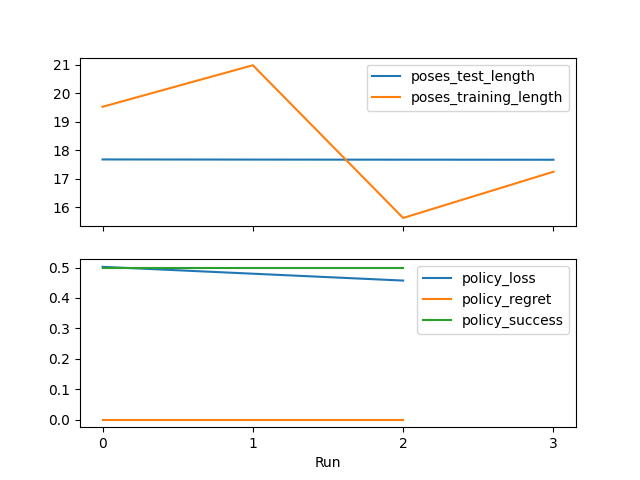 21
20
19
18
17
16
poses_test_length
poses_training_length
0.5
0.4
0.3
0.2
0.1
0.0
policy_loss
policy_regret
policy_success
0 1 2 3
Run